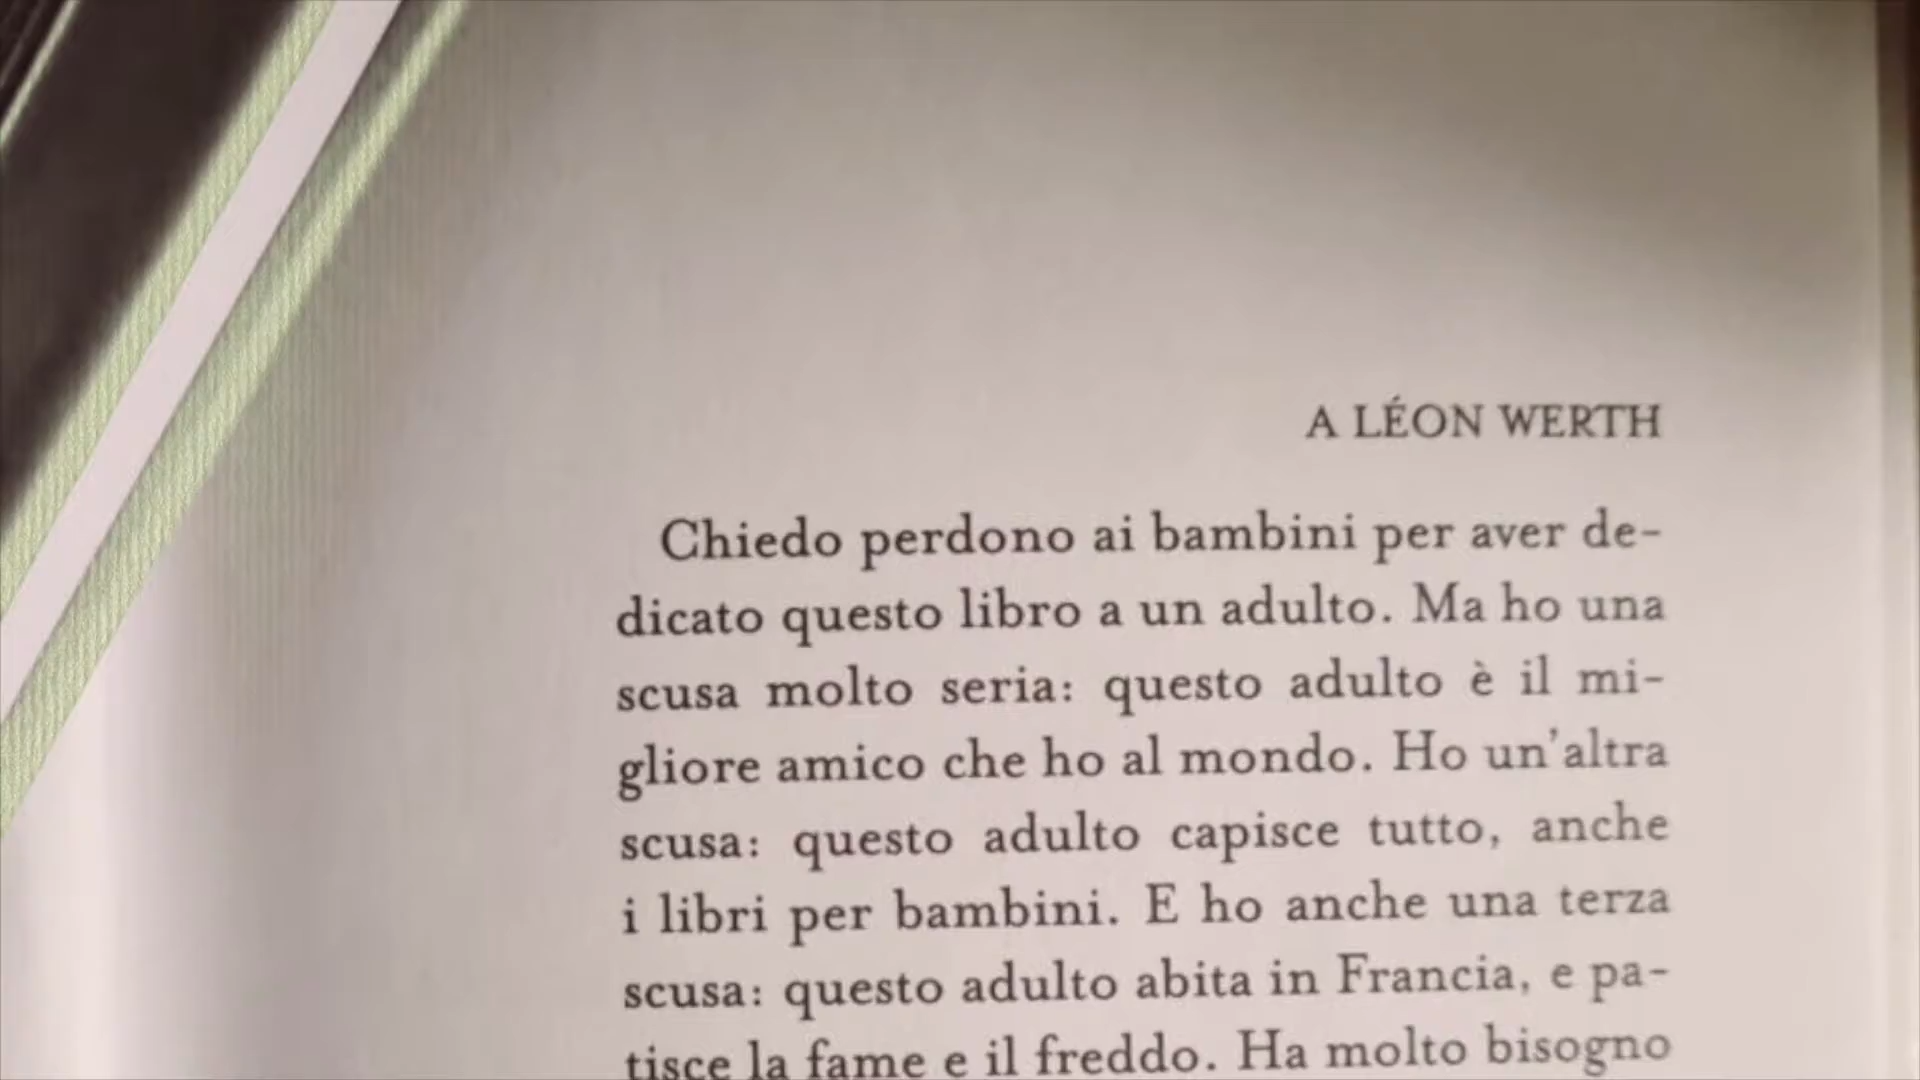 A LÉON WERTH
Chiedo perdono ai bambini per aver de-
dicato questo libro a un adulto. Ma ho una
scusa molto seria: questo adulto è il mi-
gliore amico che ho al mondo. Ho un'altra
scusa: questo adulto capisce tutto, anche
i libri per bambini. E ho anche una terza
scusa: questo adulto abita in Francia, e pa-
tisce la fame e il freddo. Ha molto bisogno